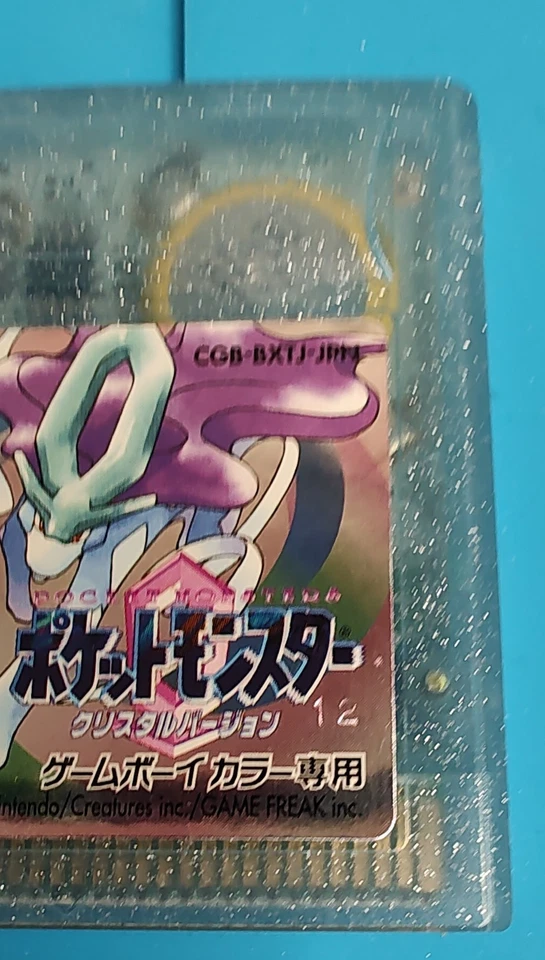 CGB-BXTJ-JPN
POCKET MONSTERS
ポケットモンスター®
12
クリスタルバージョン
ゲームボーイカラー専用
Nintendo/Creatures inc./GAME FREAK inc.